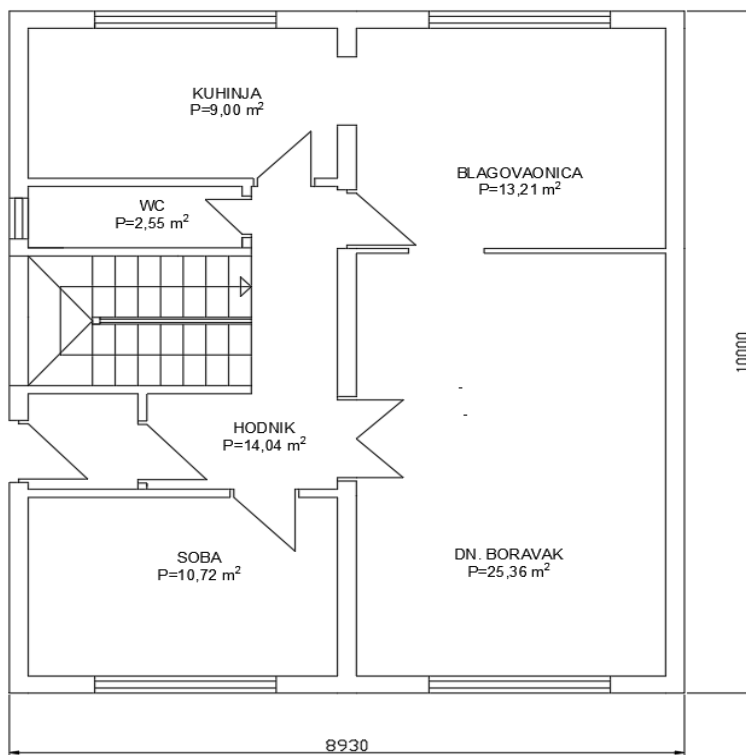 KUHINJA
P=9,00 m²
BLAGOVAONICA
P=13,21 m²
WC
P=2,55 m²
10000
HODNIK
P=14,04 m²
SOBA
P=10,72 m²
DN. BORAVAK
P=25,36 m²
8930